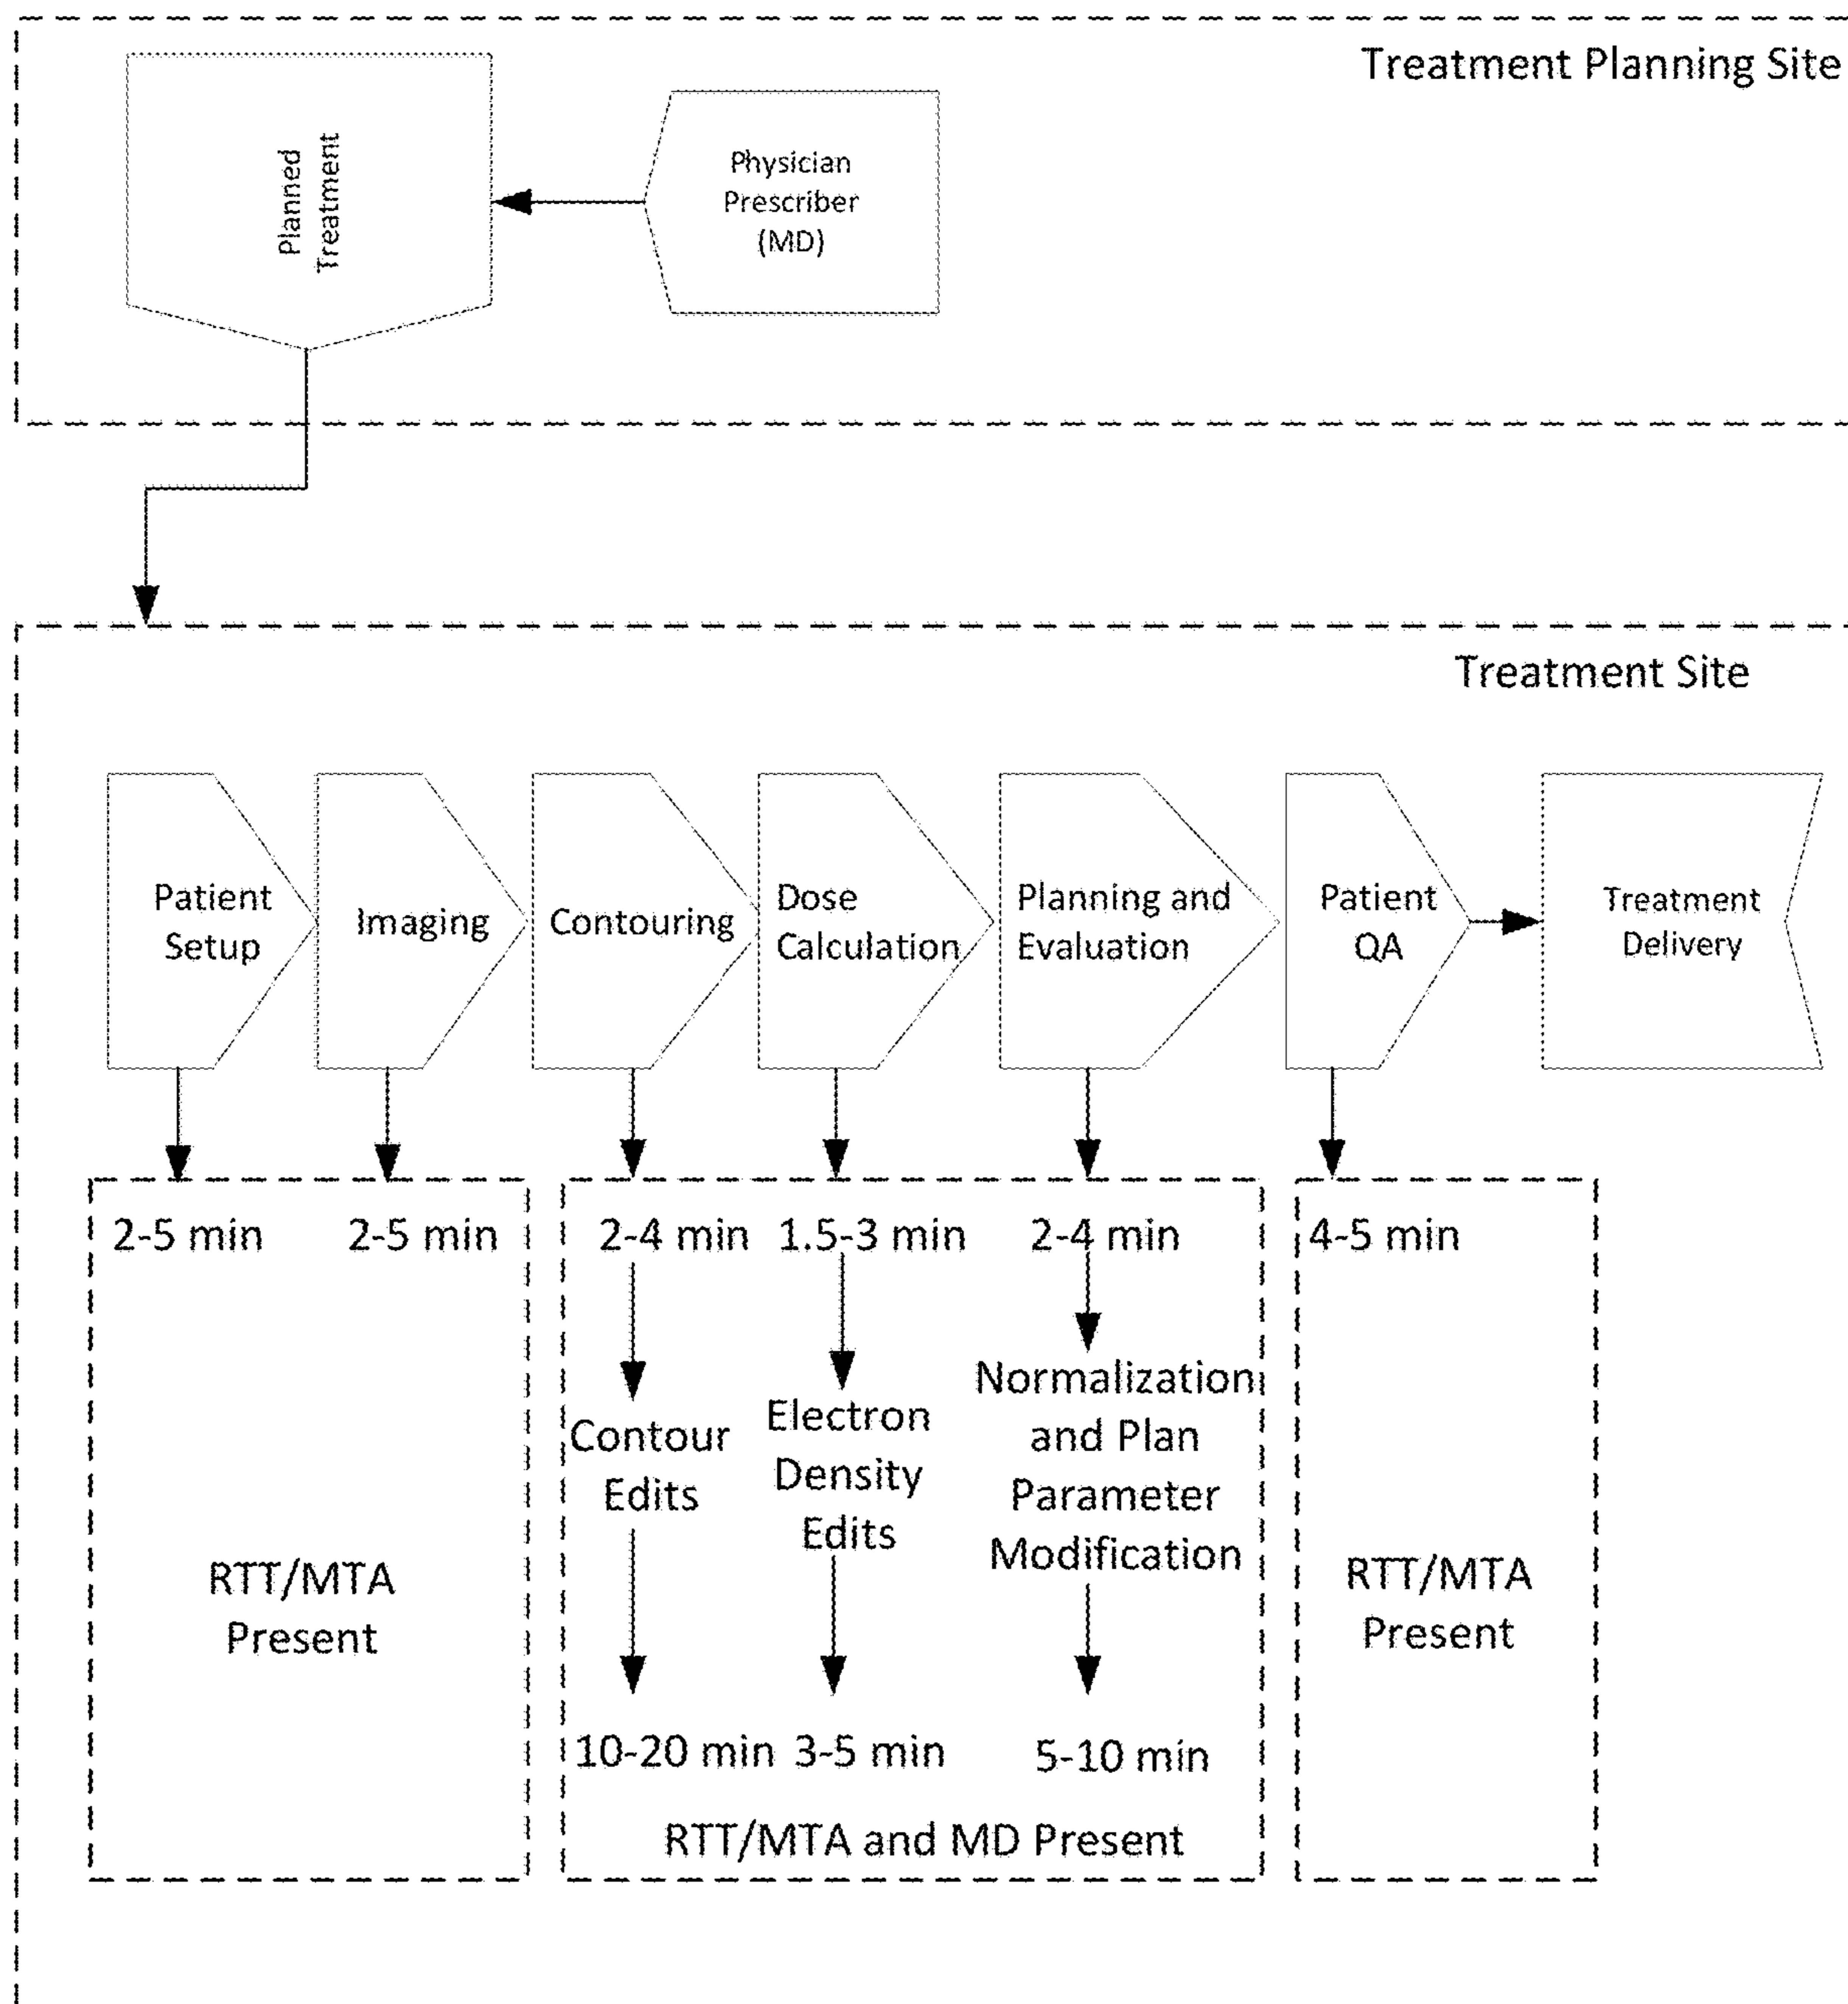 Treatment Planning Site
Planned
Treatment
Physician
Prescriber
(MD)
Treatment Site
Patient
Setup
Imaging
Contouring
Dose
Calculation
Planning and
Evaluation
Patient
QA
Treatment
Delivery
2-5 min
2-5 min
RTT/MTA
Present
2-4 min
1.5-3 min
2-4 min
Contour
Edits
Electron
Density
Edits
Normalization
and Plan
Parameter
Modification
10-20 min
3-5 min
5-10 min
RTT/MTA and MD Present
4-5 min
RTT/MTA
Present